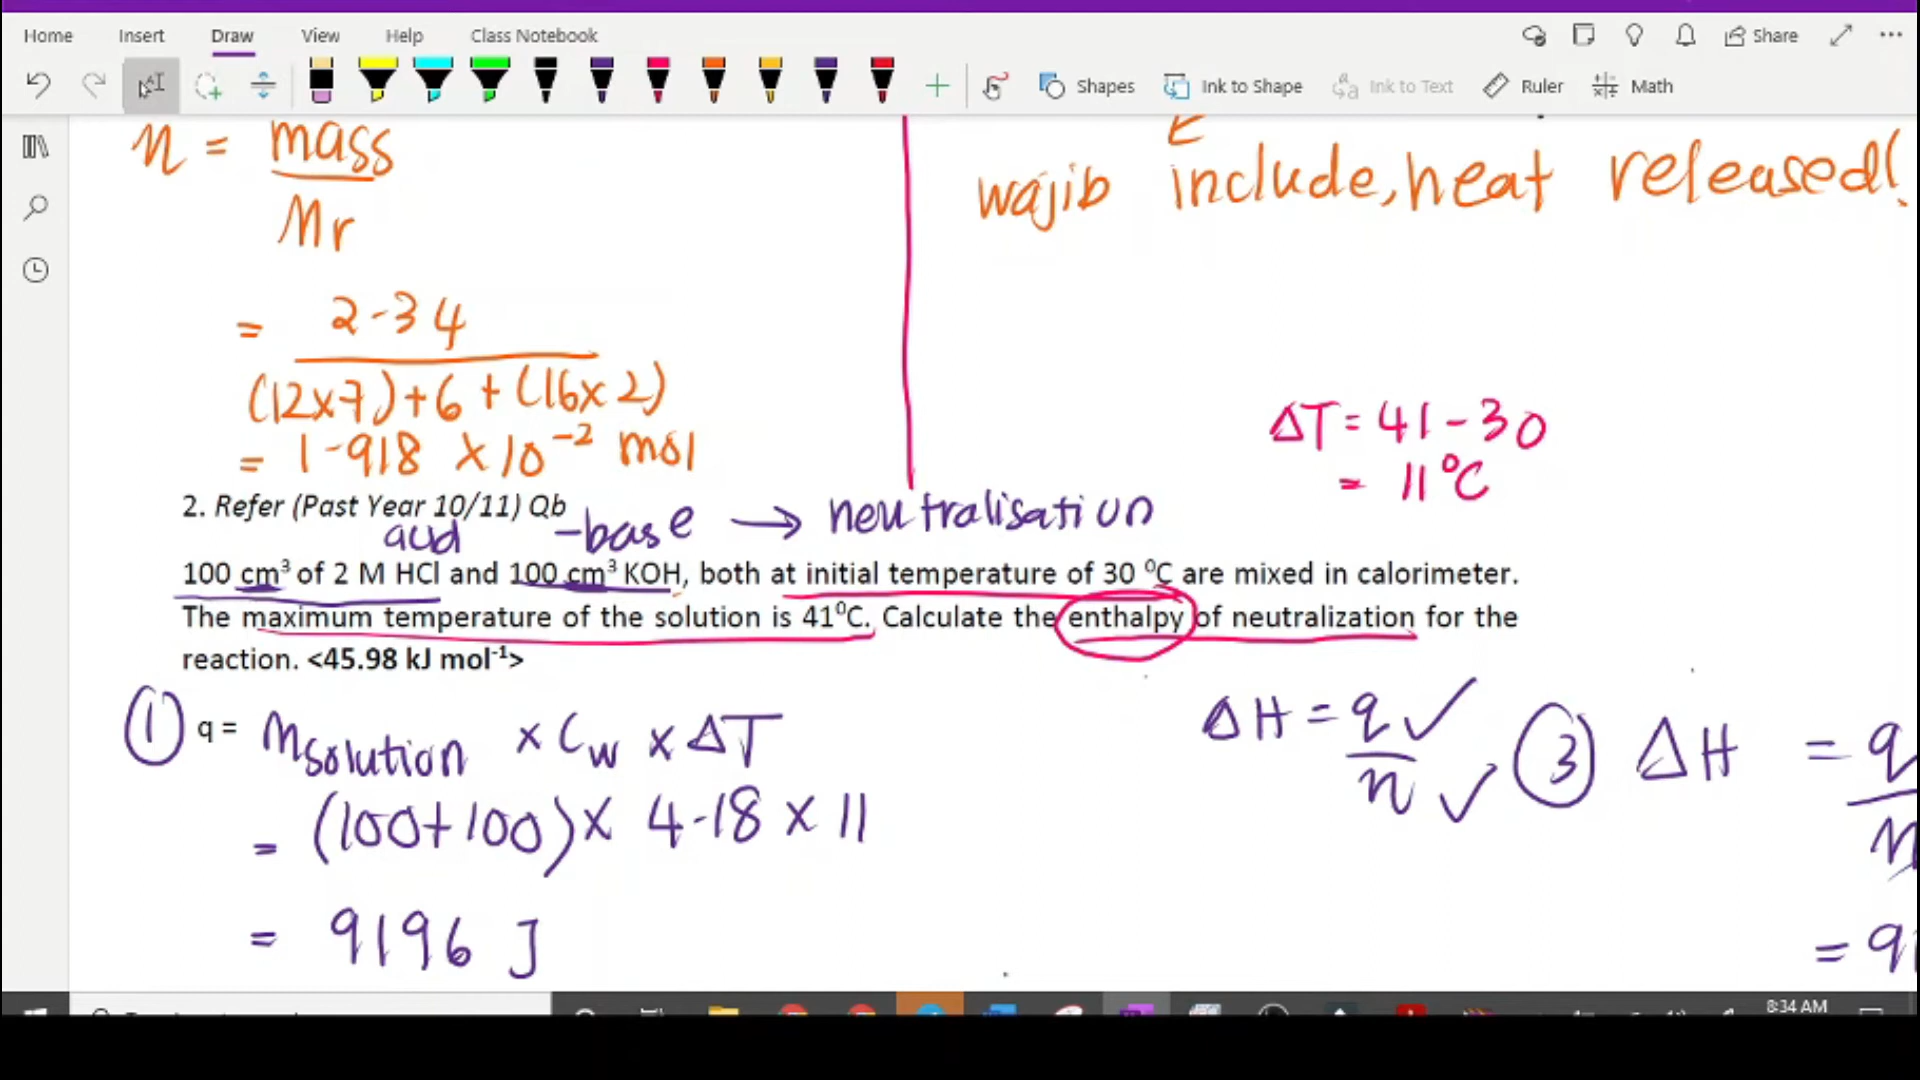 Home Insert Draw View Help Class Notebook Share
Shapes Ink to Shape Ink to Text Ruler Math
n = mass
Mr
= 2.34
(12x7)+6+(16x2)
= 1.918 x 10⁻² mol
wajib include, heat released!
ΔT = 41-30
= 11°C
2. Refer (Past Year 10/11) Qb
acid -base → neutralisation
100 cm³ of 2 M HCl and 100 cm³ KOH, both at initial temperature of 30 ⁰C are mixed in calorimeter.
The maximum temperature of the solution is 41⁰C. Calculate the enthalpy of neutralization for the
reaction. <45.98 kJ mol⁻¹>
① q = m solution x Cw x ΔT
= (100+100) x 4.18 x 11
= 9196 J
ΔH = q ✓
n ✓
③ ΔH = q
n
= 91
8:34 AM